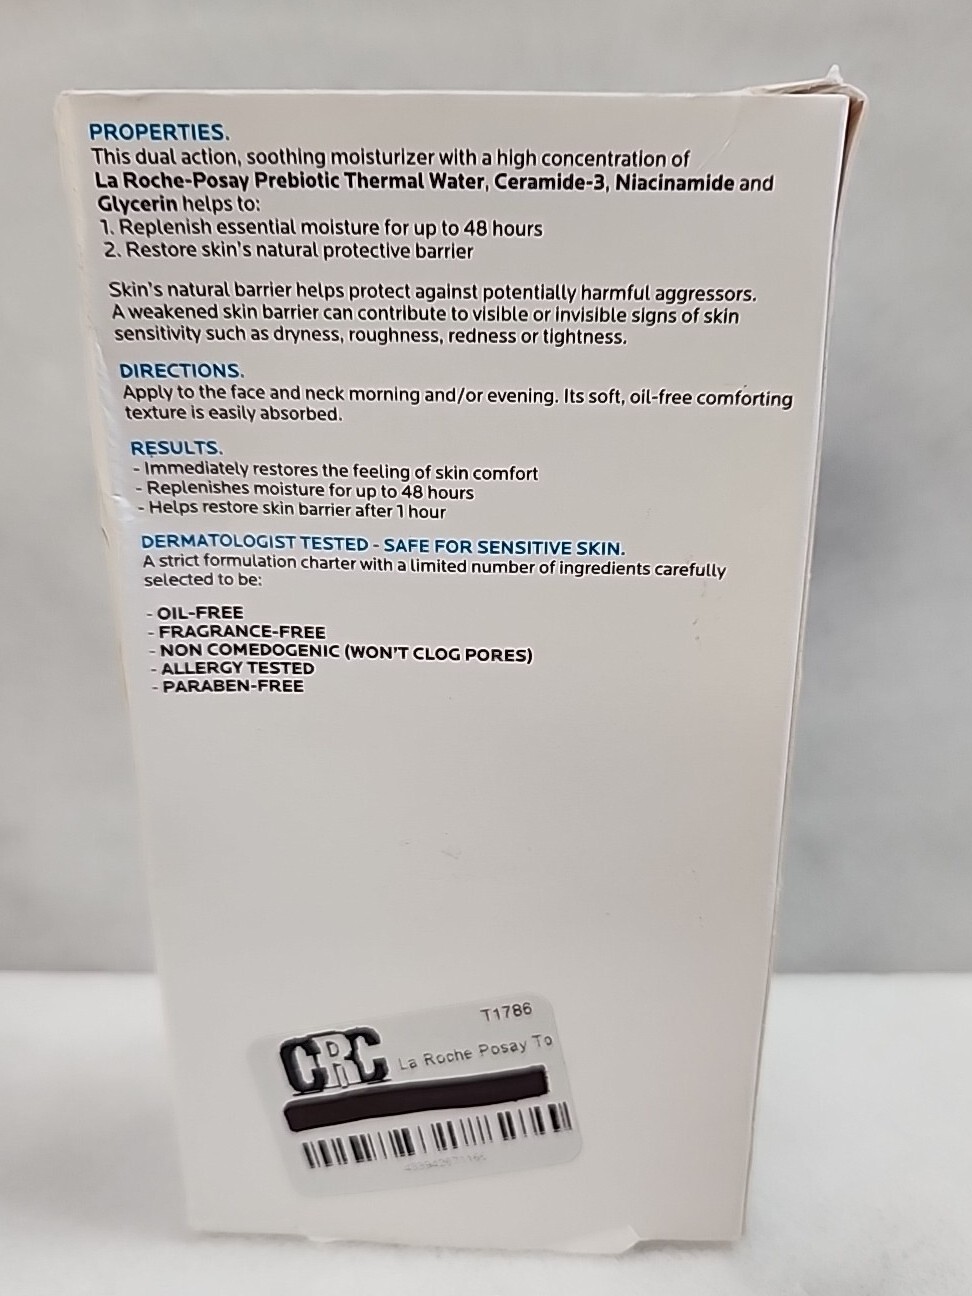 PROPERTIES.
This dual action, soothing moisturizer with a high concentration of
La Roche-Posay Prebiotic Thermal Water, Ceramide-3, Niacinamide and
Glycerin helps to:
1. Replenish essential moisture for up to 48 hours
2. Restore skin's natural protective barrier
Skin's natural barrier helps protect against potentially harmful aggressors.
A weakened skin barrier can contribute to visible or invisible signs of skin
sensitivity such as dryness, roughness, redness or tightness.
DIRECTIONS.
Apply to the face and neck morning and/or evening. Its soft, oil-free comforting
texture is easily absorbed.
RESULTS.
- Immediately restores the feeling of skin comfort
- Replenishes moisture for up to 48 hours
- Helps restore skin barrier after 1 hour
DERMATOLOGIST TESTED - SAFE FOR SENSITIVE SKIN.
A strict formulation charter with a limited number of ingredients carefully
selected to be:
- OIL-FREE
- FRAGRANCE-FREE
- NON COMEDOGENIC (WON'T CLOG PORES)
- ALLERGY TESTED
- PARABEN-FREE
T1786
CRC
La Roche Posay To